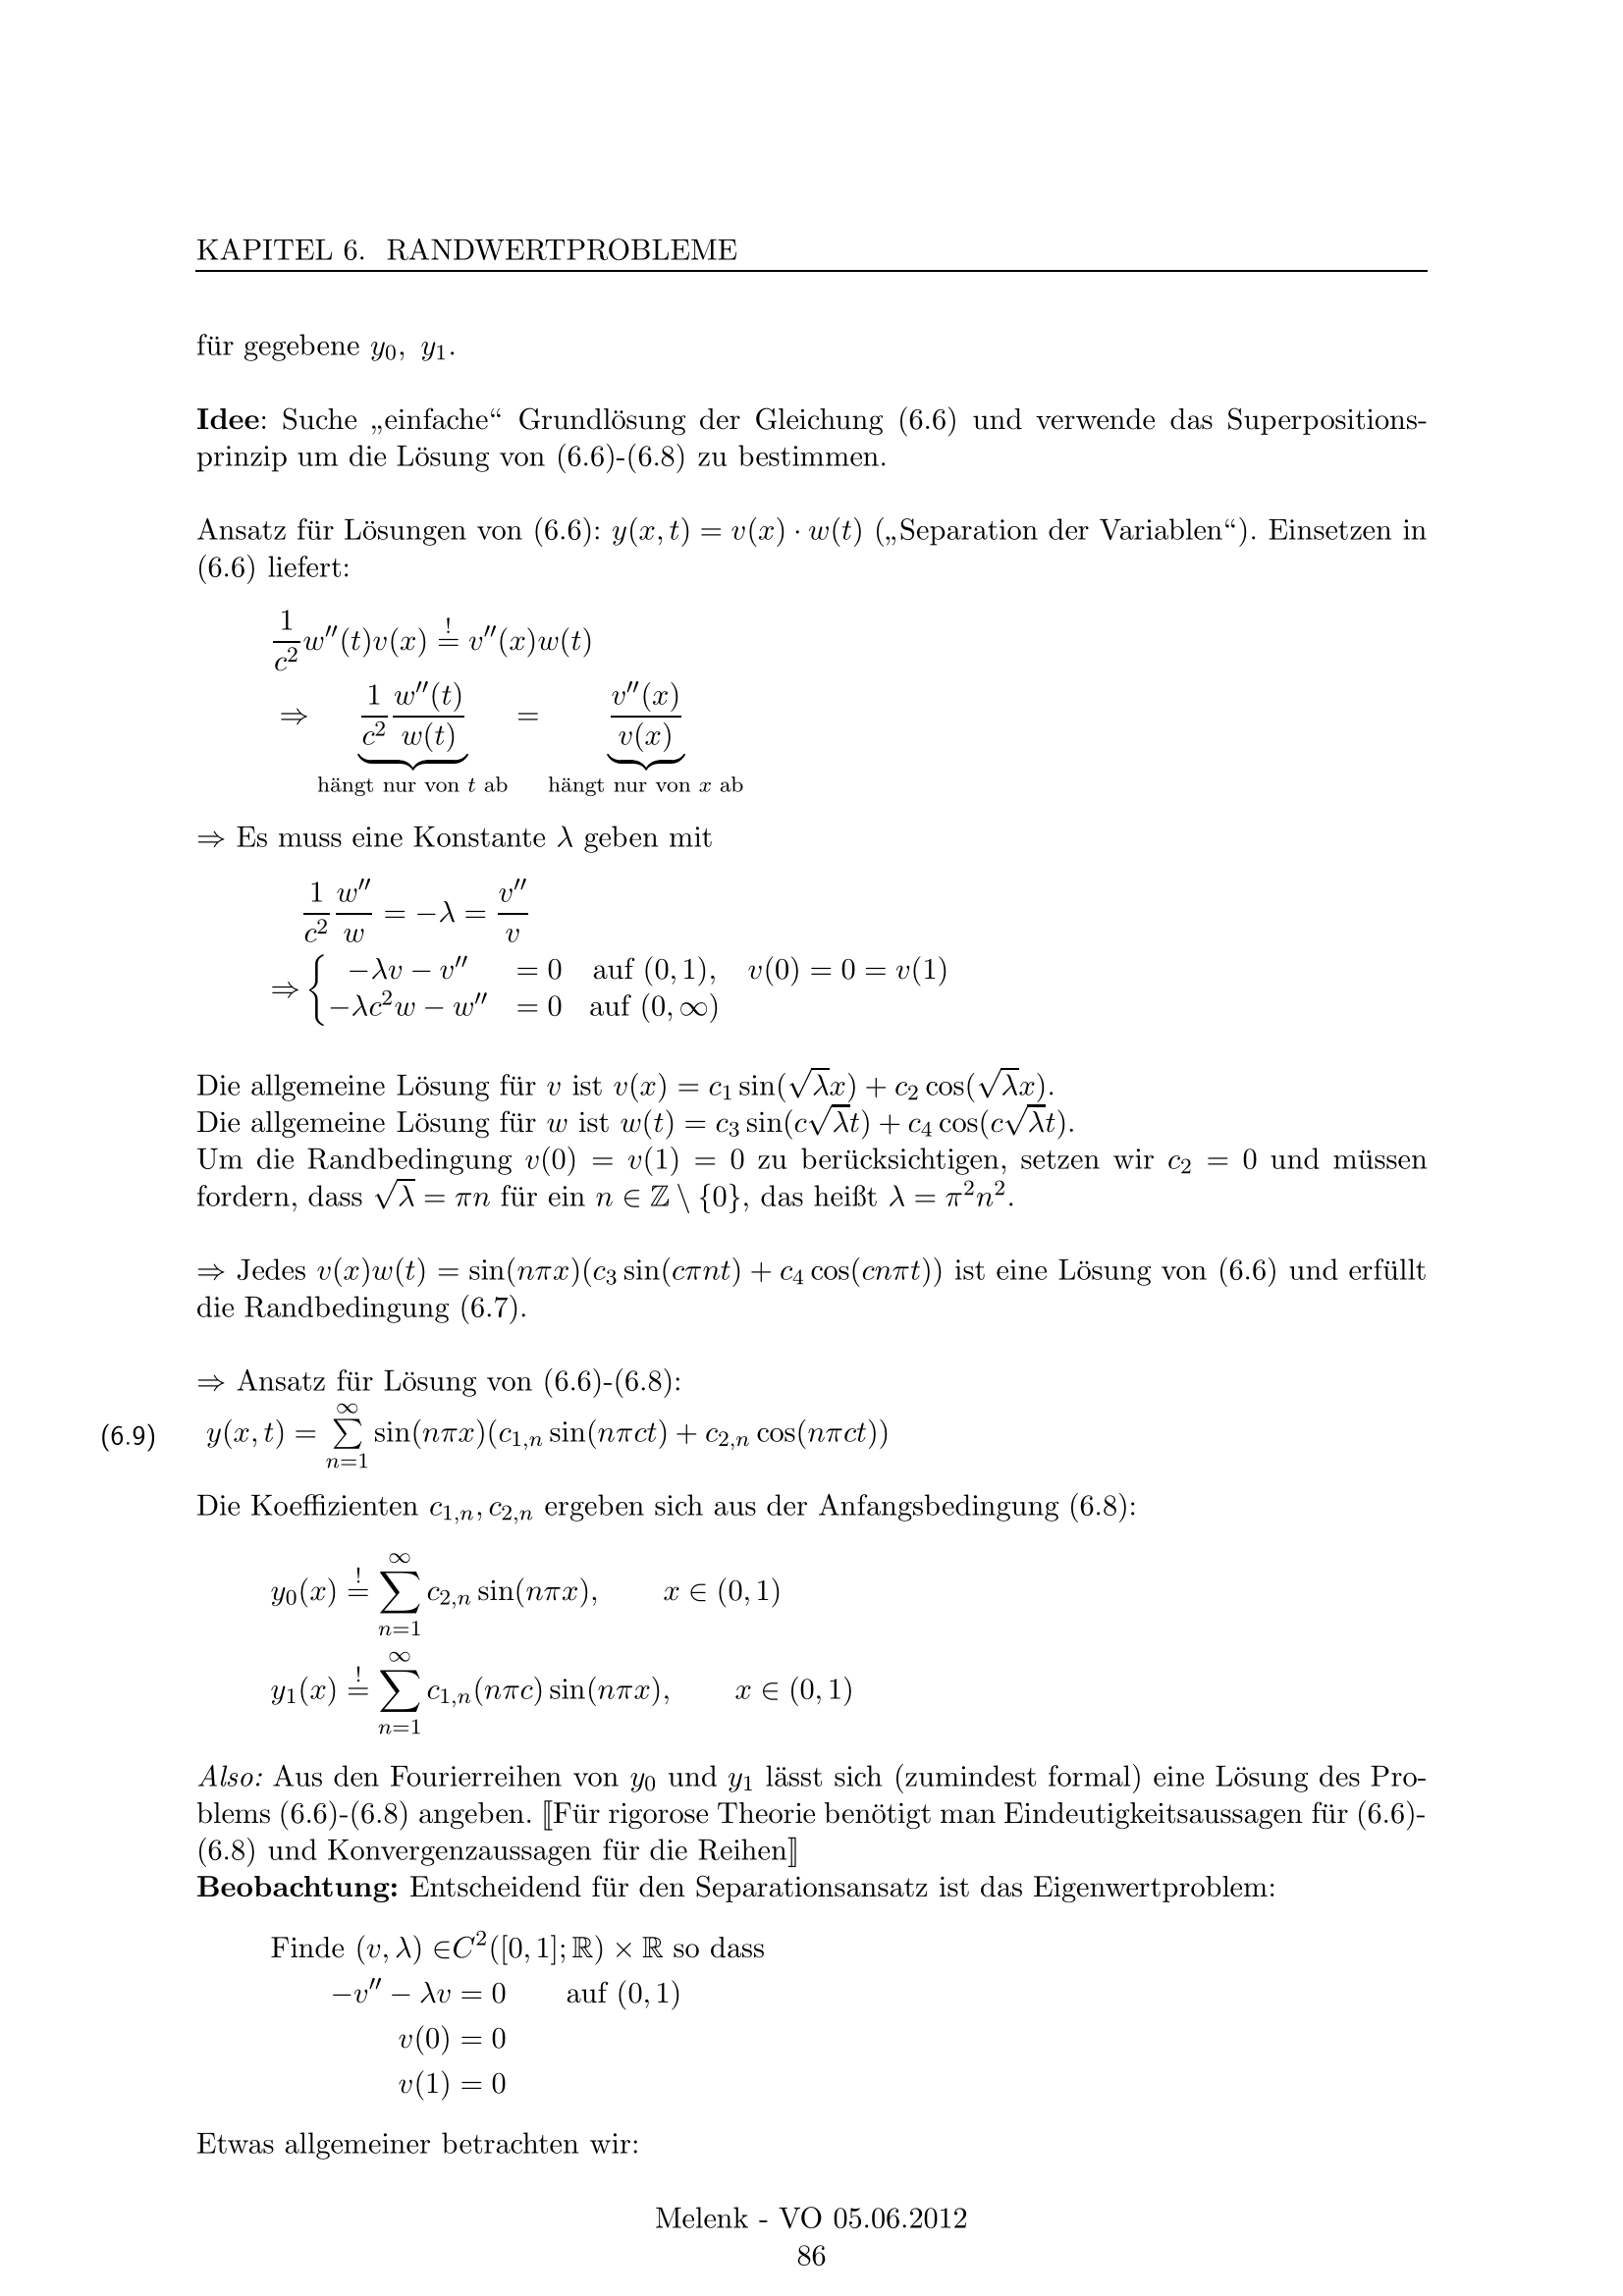 KAPITEL 6. RANDWERTPROBLEME
für gegebene $y_0,\ y_1$.
**Idee**: Suche „einfache“ Grundlösung der Gleichung (6.6) und verwende das Superpositions-
prinzip um die Lösung von (6.6)-(6.8) zu bestimmen.
Ansatz für Lösungen von (6.6): $y(x,t) = v(x) \cdot w(t)$ („Separation der Variablen“). Einsetzen in
(6.6) liefert:
$\frac{1}{c^2} w''(t)v(x) \overset{!}{=} v''(x)w(t)$
$\Rightarrow \underbrace{\frac{1}{c^2}\frac{w''(t)}{w(t)}}_{\text{hängt nur von } t \text{ ab}} = \underbrace{\frac{v''(x)}{v(x)}}_{\text{hängt nur von } x \text{ ab}}$
$\Rightarrow$ Es muss eine Konstante $\lambda$ geben mit
$\frac{1}{c^2}\frac{w''}{w} = -\lambda = \frac{v''}{v}$
$\Rightarrow \begin{cases} -\lambda v - v'' & = 0 \quad \text{auf } (0,1), \quad v(0) = 0 = v(1) \\ -\lambda c^2 w - w'' & = 0 \quad \text{auf } (0,\infty) \end{cases}$
Die allgemeine Lösung für $v$ ist $v(x) = c_1 \sin(\sqrt{\lambda}x) + c_2 \cos(\sqrt{\lambda}x)$.
Die allgemeine Lösung für $w$ ist $w(t) = c_3 \sin(c\sqrt{\lambda}t) + c_4 \cos(c\sqrt{\lambda}t)$.
Um die Randbedingung $v(0) = v(1) = 0$ zu berücksichtigen, setzen wir $c_2 = 0$ und müssen
fordern, dass $\sqrt{\lambda} = \pi n$ für ein $n \in \mathbb{Z} \setminus \{0\}$, das heißt $\lambda = \pi^2 n^2$.
$\Rightarrow$ Jedes $v(x)w(t) = \sin(n\pi x)(c_3 \sin(c\pi nt) + c_4 \cos(cn\pi t))$ ist eine Lösung von (6.6) und erfüllt
die Randbedingung (6.7).
$\Rightarrow$ Ansatz für Lösung von (6.6)-(6.8):
(6.9) $y(x,t) = \sum_{n=1}^{\infty} \sin(n\pi x)(c_{1,n} \sin(n\pi ct) + c_{2,n} \cos(n\pi ct))$
Die Koeffizienten $c_{1,n}, c_{2,n}$ ergeben sich aus der Anfangsbedingung (6.8):
$y_0(x) \overset{!}{=} \sum_{n=1}^{\infty} c_{2,n} \sin(n\pi x), \qquad x \in (0,1)$
$y_1(x) \overset{!}{=} \sum_{n=1}^{\infty} c_{1,n}(n\pi c) \sin(n\pi x), \qquad x \in (0,1)$
*Also:* Aus den Fourierreihen von $y_0$ und $y_1$ lässt sich (zumindest formal) eine Lösung des Pro-
blems (6.6)-(6.8) angeben. ⟦Für rigorose Theorie benötigt man Eindeutigkeitsaussagen für (6.6)-
(6.8) und Konvergenzaussagen für die Reihen⟧
**Beobachtung:** Entscheidend für den Separationsansatz ist das Eigenwertproblem:
Finde $(v,\lambda) \in C^2([0,1];\mathbb{R}) \times \mathbb{R}$ so dass
$-v'' - \lambda v = 0 \qquad \text{auf } (0,1)$
$v(0) = 0$
$v(1) = 0$
Etwas allgemeiner betrachten wir:
Melenk - VO 05.06.2012
86